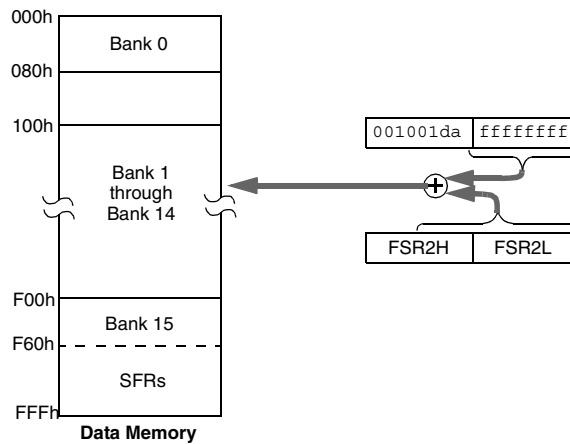 000h
Bank 0
080h
100h
001001da ffffffff
Bank 1
through
Bank 14
FSR2H FSR2L
F00h
Bank 15
F60h
SFRs
FFFh
Data Memory